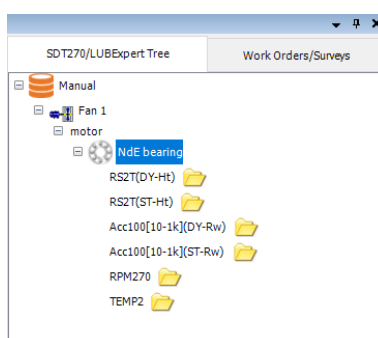 SDT270/LUBExpert Tree Work Orders/Surveys
Manual
Fan 1
motor
NdE bearing
RS2T(DY-Ht)
RS2T(ST-Ht)
Acc100[10-1k](DY-Rw)
Acc100[10-1k](ST-Rw)
RPM270
TEMP2